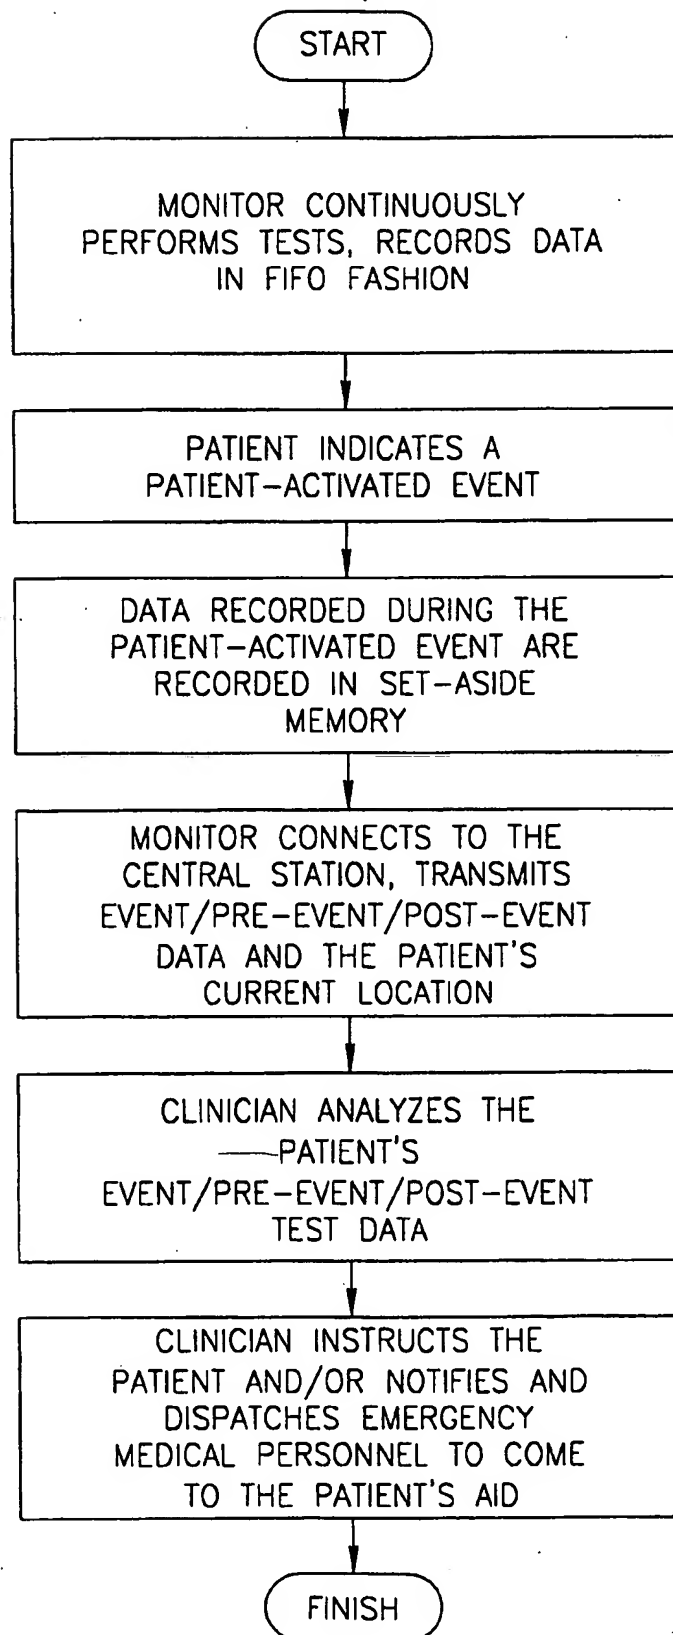 START
MONITOR CONTINUOUSLY
PERFORMS TESTS, RECORDS DATA
IN FIFO FASHION
PATIENT INDICATES A
PATIENT-ACTIVATED EVENT
DATA RECORDED DURING THE
PATIENT-ACTIVATED EVENT ARE
RECORDED IN SET-ASIDE
MEMORY
MONITOR CONNECTS TO THE
CENTRAL STATION, TRANSMITS
EVENT/PRE-EVENT/POST-EVENT
DATA AND THE PATIENT'S
CURRENT LOCATION
CLINICIAN ANALYZES THE
PATIENT'S
EVENT/PRE-EVENT/POST-EVENT
TEST DATA
CLINICIAN INSTRUCTS THE
PATIENT AND/OR NOTIFIES AND
DISPATCHES EMERGENCY
MEDICAL PERSONNEL TO COME
TO THE PATIENT'S AID
FINISH